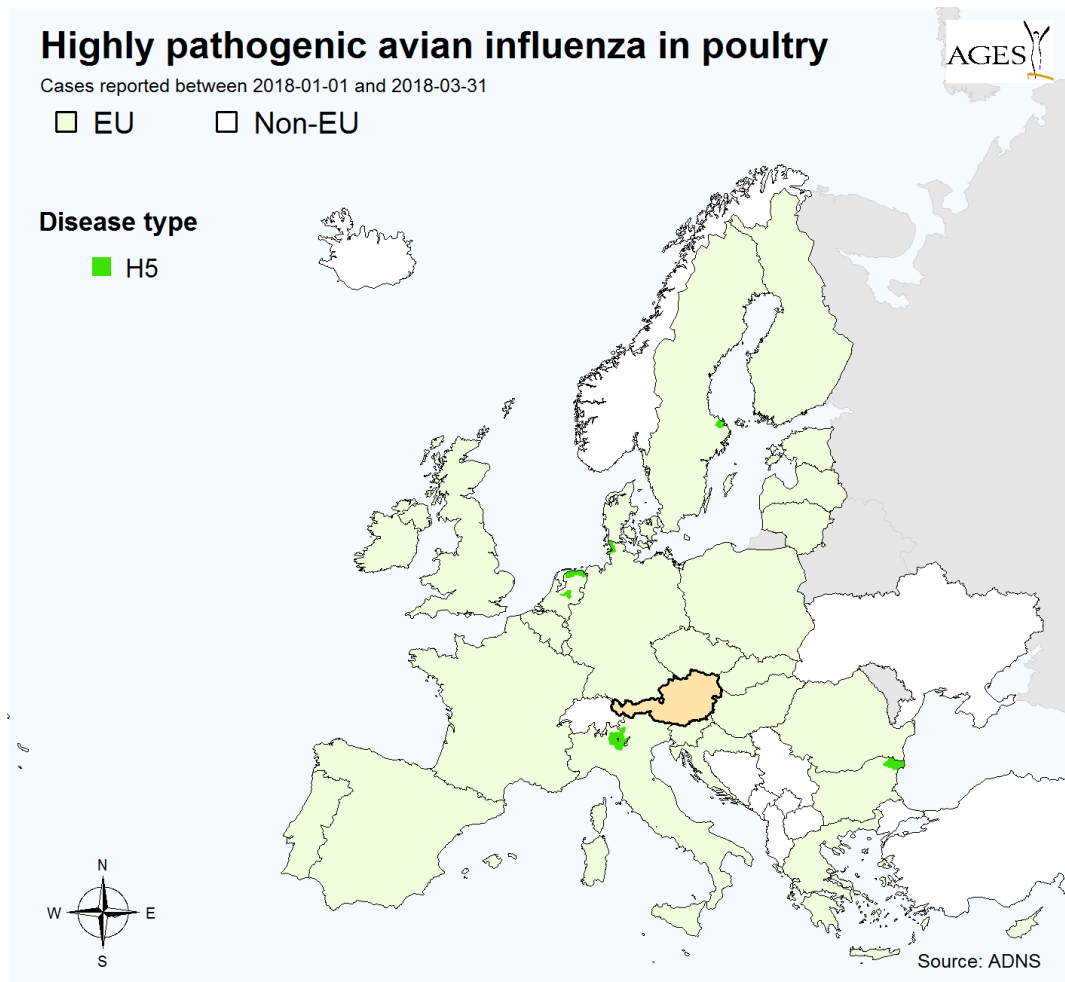 Highly pathogenic avian influenza in poultry
AGES
Cases reported between 2018-01-01 and 2018-03-31
EU Non-EU
Disease type
H5
N
W E
S
Source: ADNS